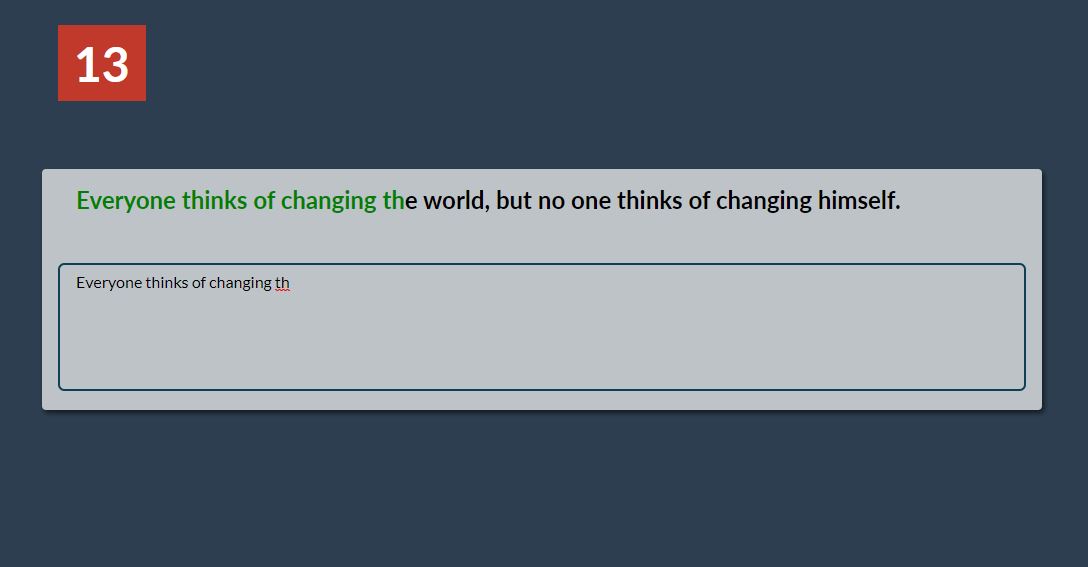 13
Everyone thinks of changing the world, but no one thinks of changing himself.
Everyone thinks of changing th